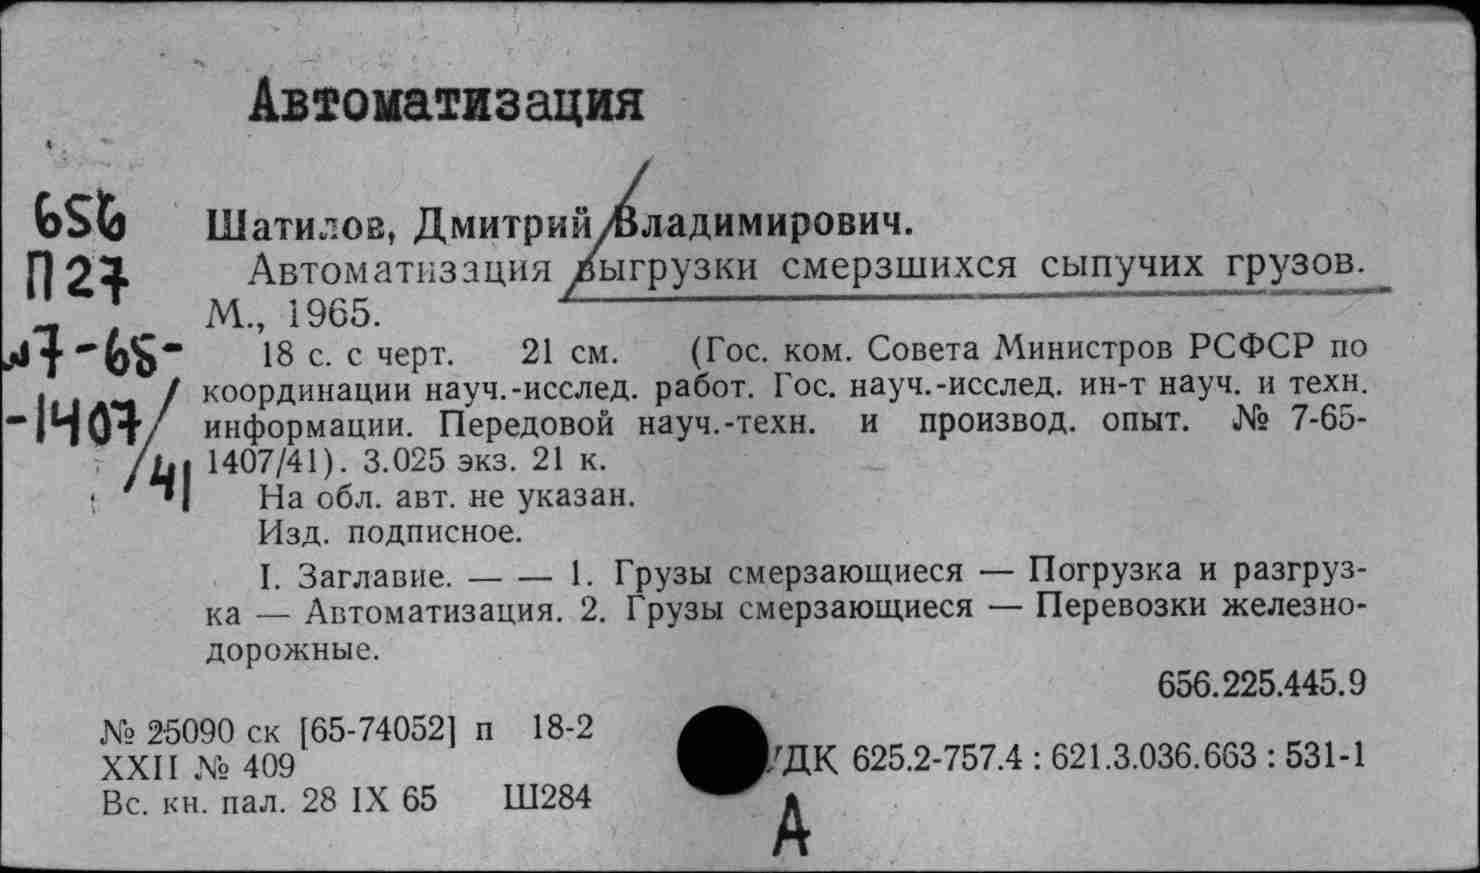 Автоматизация
656
П27
№7-65-
-1407/
/41
Шатилов, Дмитрий Владимирович.
Автоматизация выгрузки смерзшихся сыпучих грузов.
М., 1965.
18 с. с черт. 21 см. (Гос. ком. Совета Министров РСФСР по
координации науч.-исслед. работ. Гос. науч.-исслед. ин-т науч. и техн.
информации. Передовой науч.-техн. и производ. опыт. № 7-65-
1407/41). 3.025 экз. 21 к.
На обл. авт. не указан.
Изд. подписное.
I. Заглавие. — — 1. Грузы смерзающиеся — Погрузка и разгруз-
ка — Автоматизация. 2. Грузы смерзающиеся — Перевозки железно-
дорожные.
656.225.445.9
№ 25090 ск [65-74052] п 18-2
XXII № 409
Вс. кн. пал. 28 IX 65 Ш284
УДК 625.2-757.4 : 621.3.036.663 : 531-1
А